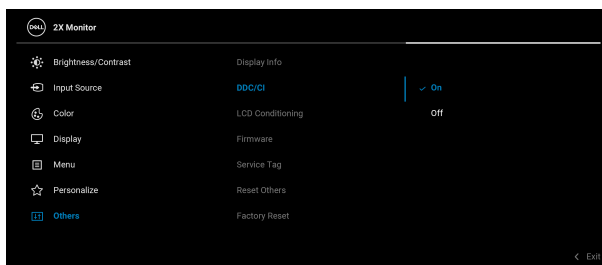 DELL 2X Monitor
Brightness/Contrast Display Info
Input Source DDC/CI On
Color LCD Conditioning Off
Display Firmware
Menu Service Tag
Personalize Reset Others
Others Factory Reset
Exit